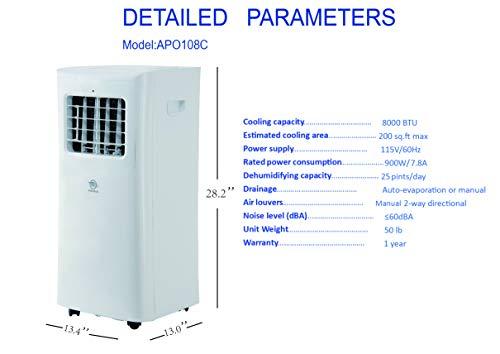 DETAILED PARAMETERS
Model:APO108C
Cooling capacity 8000 BTU
Estimated cooling area 200 sq.ft max
Power supply 115V/60Hz
Rated power consumption 900W/7.8A
Dehumidifying capacity 25pints/day
Drainage Auto-evaporation or manual
Air louvers Manual 2-way directional
Noise level (dBA) ≤60dBA
Unit Weight 50 lb
Warranty 1 year
28.2’’
13.4’’
13.0’’